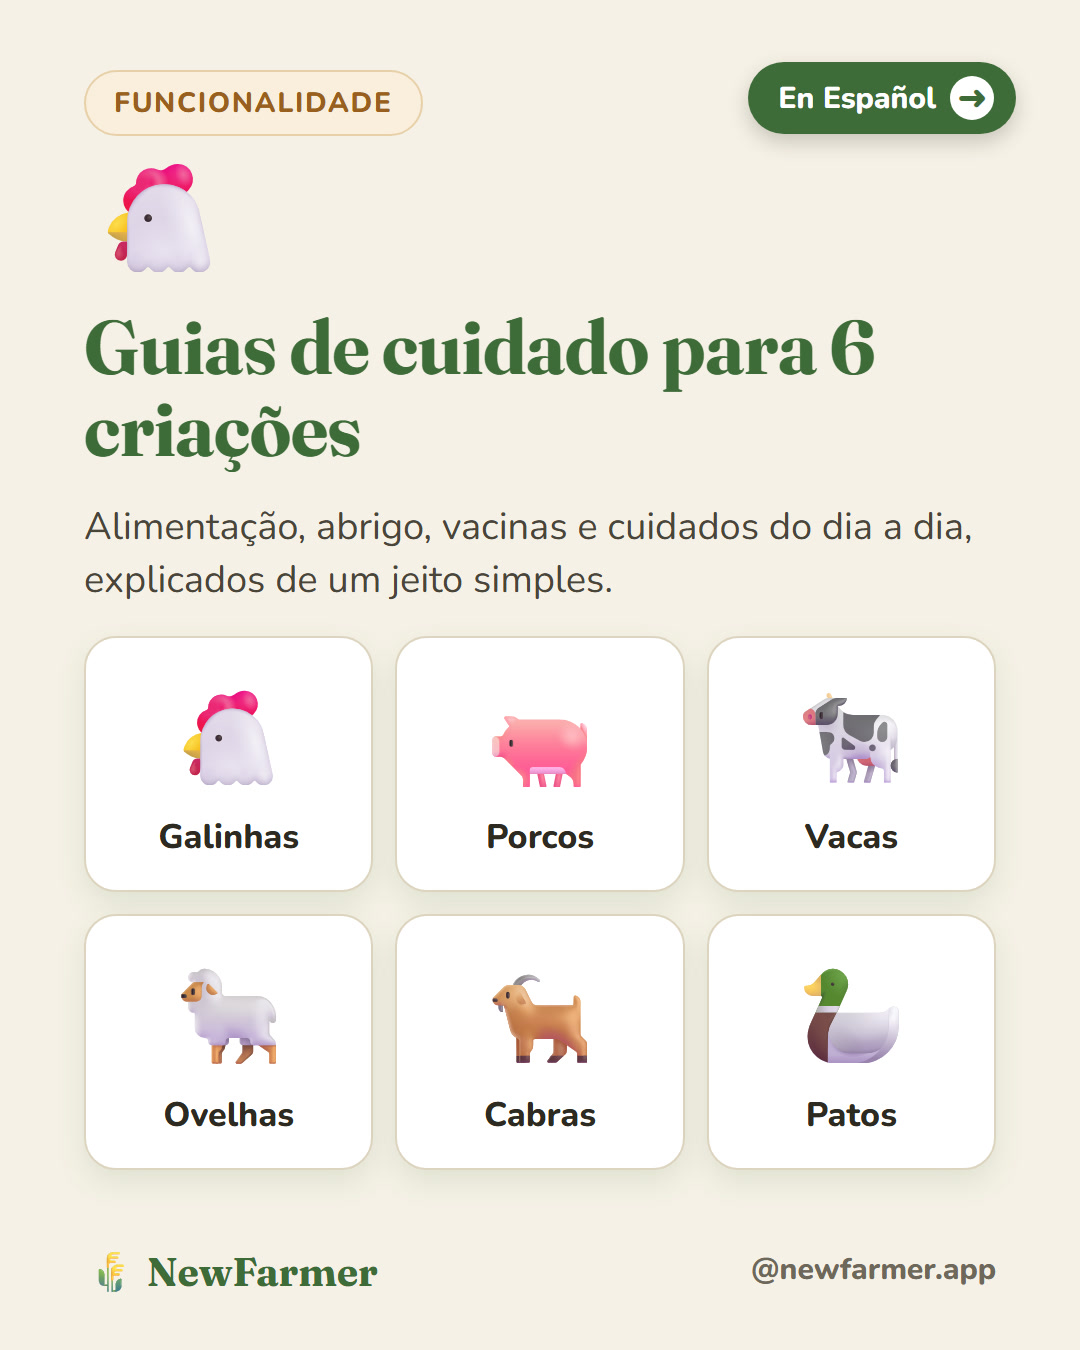 FUNCIONALIDADE
En Español
Guias de cuidado para 6
criações
Alimentação, abrigo, vacinas e cuidados do dia a dia,
explicados de um jeito simples.
Galinhas
Porcos
Vacas
Ovelhas
Cabras
Patos
NewFarmer
@newfarmer.app